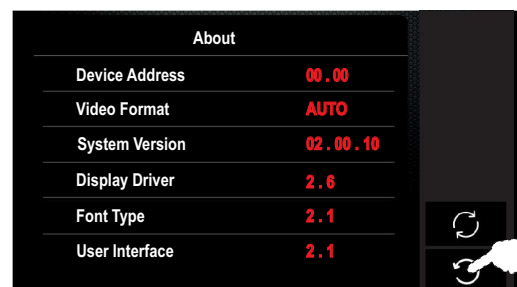 About
Device Address 00 . 00
Video Format AUTO
System Version 02 . 00 . 10
Display Driver 2 . 6
Font Type 2 . 1
User Interface 2 . 1